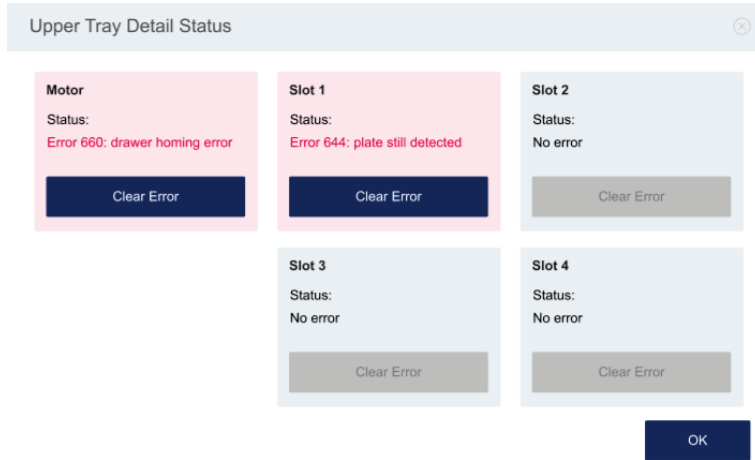 Upper Tray Detail Status
Motor
Status:
Error 660: drawer homing error
Clear Error
Slot 1
Status:
Error 644: plate still detected
Clear Error
Slot 2
Status:
No error
Clear Error
Slot 3
Status:
No error
Clear Error
Slot 4
Status:
No error
Clear Error
OK